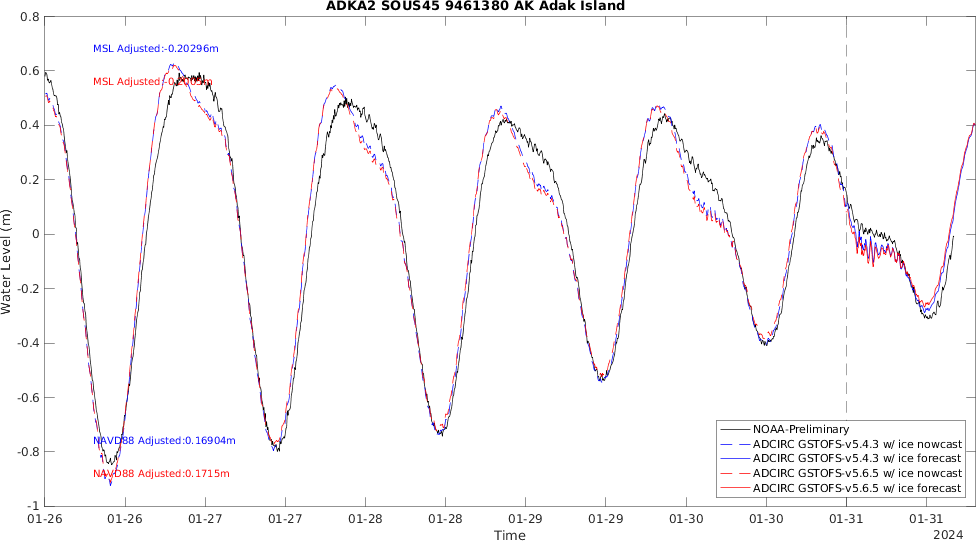 ADKA2 SOUS45 9461380 AK Adak Island
0.8
0.6
0.4
0.2
0
-0.2
-0.4
-0.6
-0.8
-1
Water Level (m)
MSL Adjusted:-0.20296m
MSL
NAVD88 Adjusted:0.16904m
NAVD88 Adjusted:0.1715m
NOAA-Preliminary
ADCIRC GSTOFS-v5.4.3 w/ ice nowcast
ADCIRC GSTOFS-v5.4.3 w/ ice forecast
ADCIRC GSTOFS-v5.6.5 w/ ice nowcast
ADCIRC GSTOFS-v5.6.5 w/ ice forecast
01-26 01-26 01-27 01-27 01-28 01-28 01-29 01-29 01-30 01-30 01-31 01-31
Time
2024